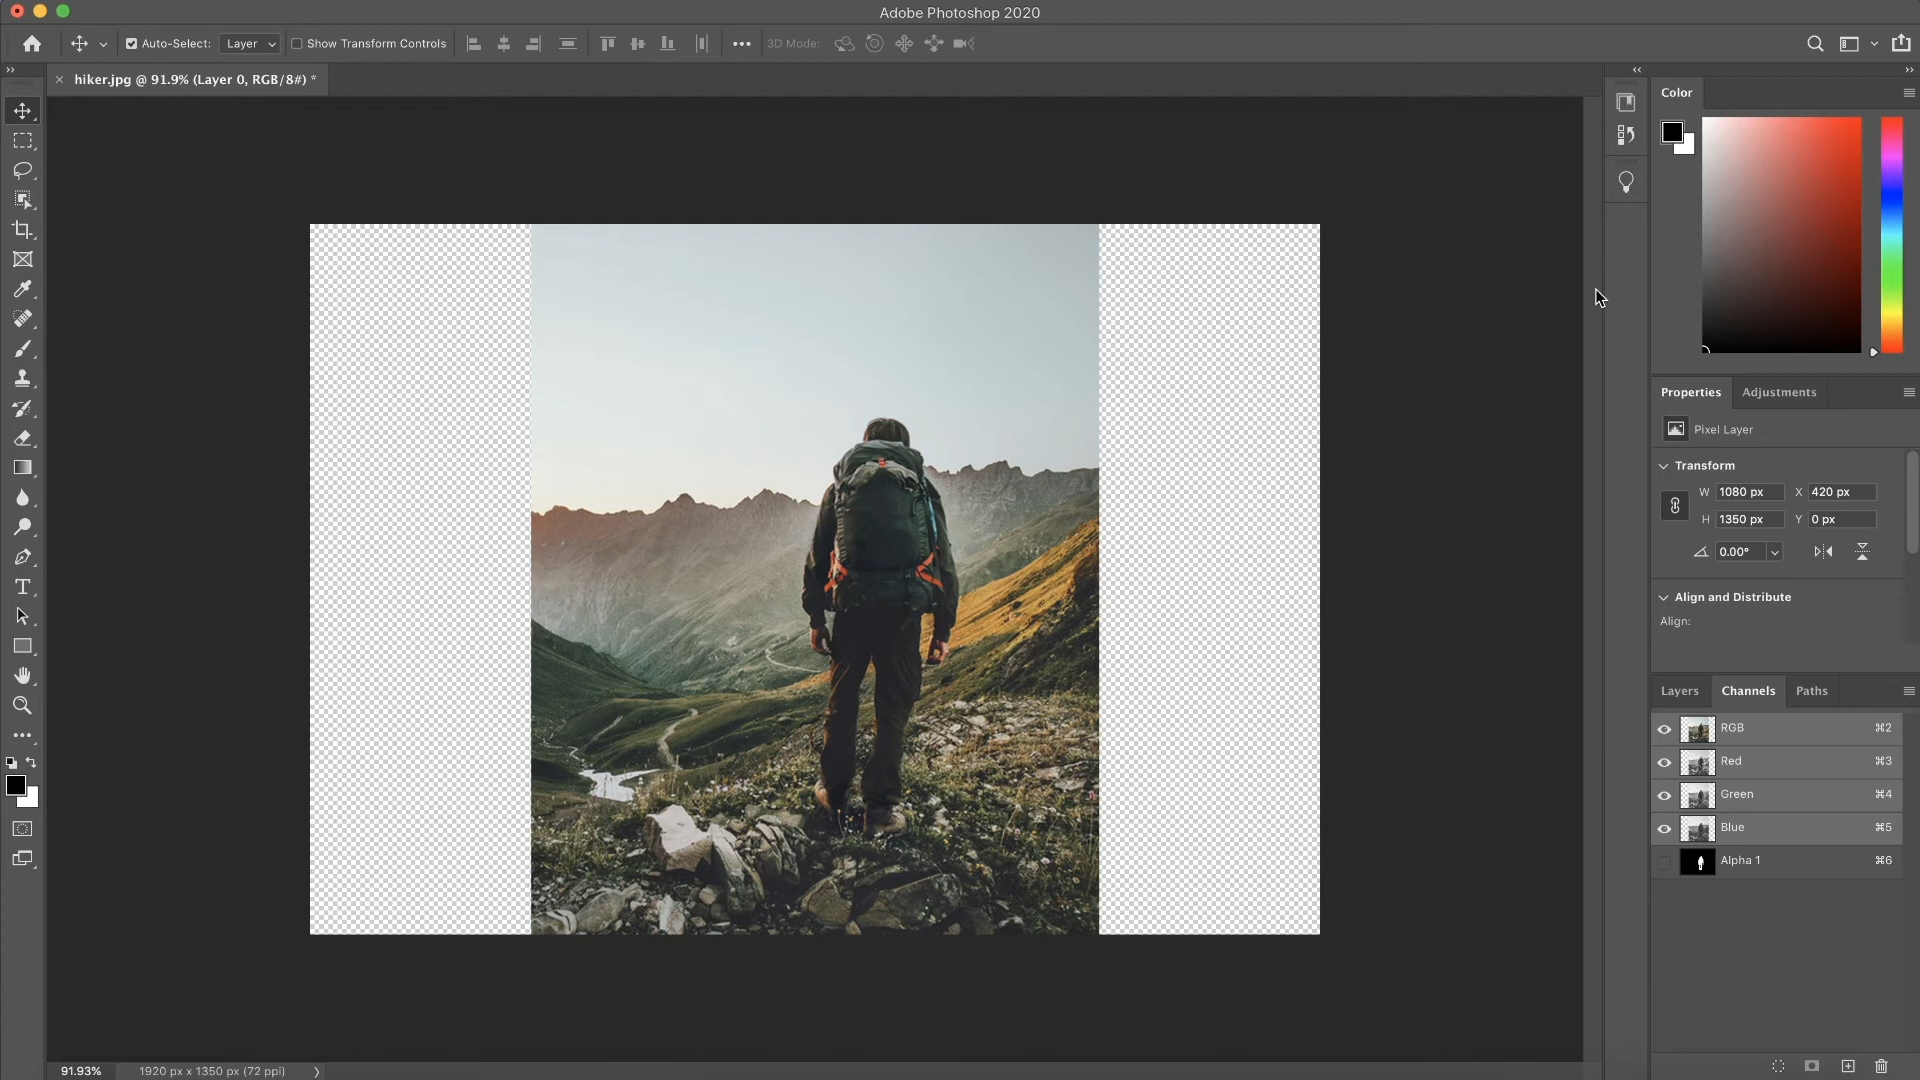 Adobe Photoshop 2020
Auto-Select: Layer Show Transform Controls 3D Mode:
hiker.jpg @ 91.9% (Layer 0, RGB/8#) *
Color
Properties Adjustments
Pixel Layer
Transform
W 1080 px X 420 px
H 1350 px Y 0 px
0.00°
Align and Distribute
Align:
Layers Channels Paths
RGB ⌘2
Red ⌘3
Green ⌘4
Blue ⌘5
Alpha 1 ⌘6
91.93% 1920 px x 1350 px (72 ppi)